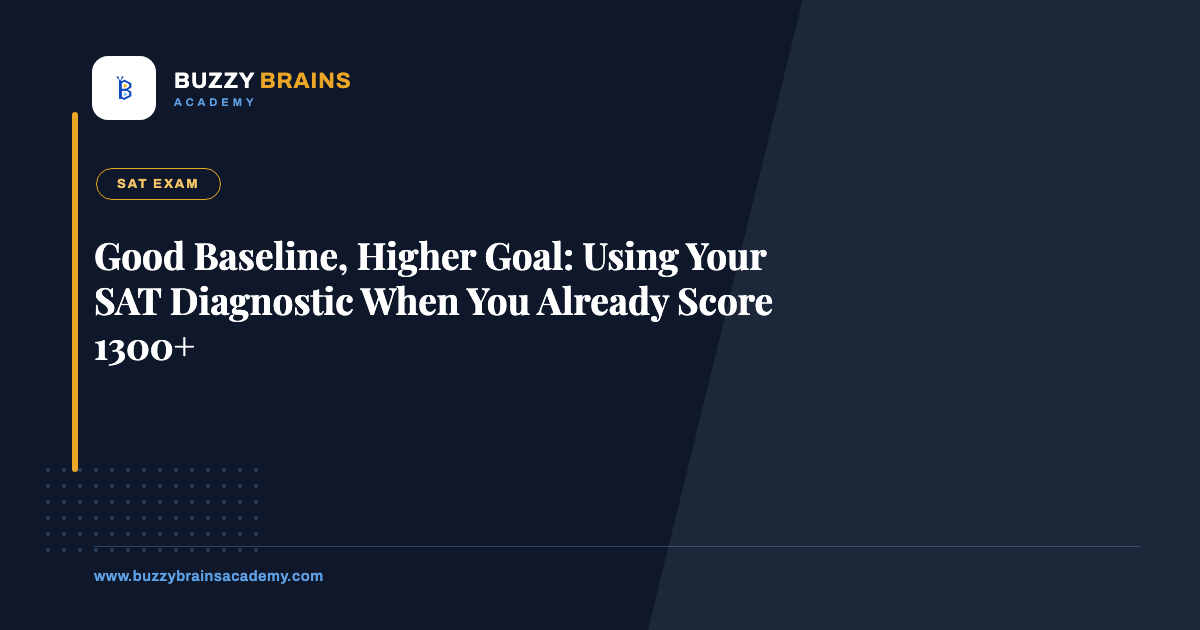 BUZZY BRAINS
ACADEMY
SAT EXAM
Good Baseline, Higher Goal: Using Your
SAT Diagnostic When You Already Score
1300+
www.buzzybrainsacademy.com